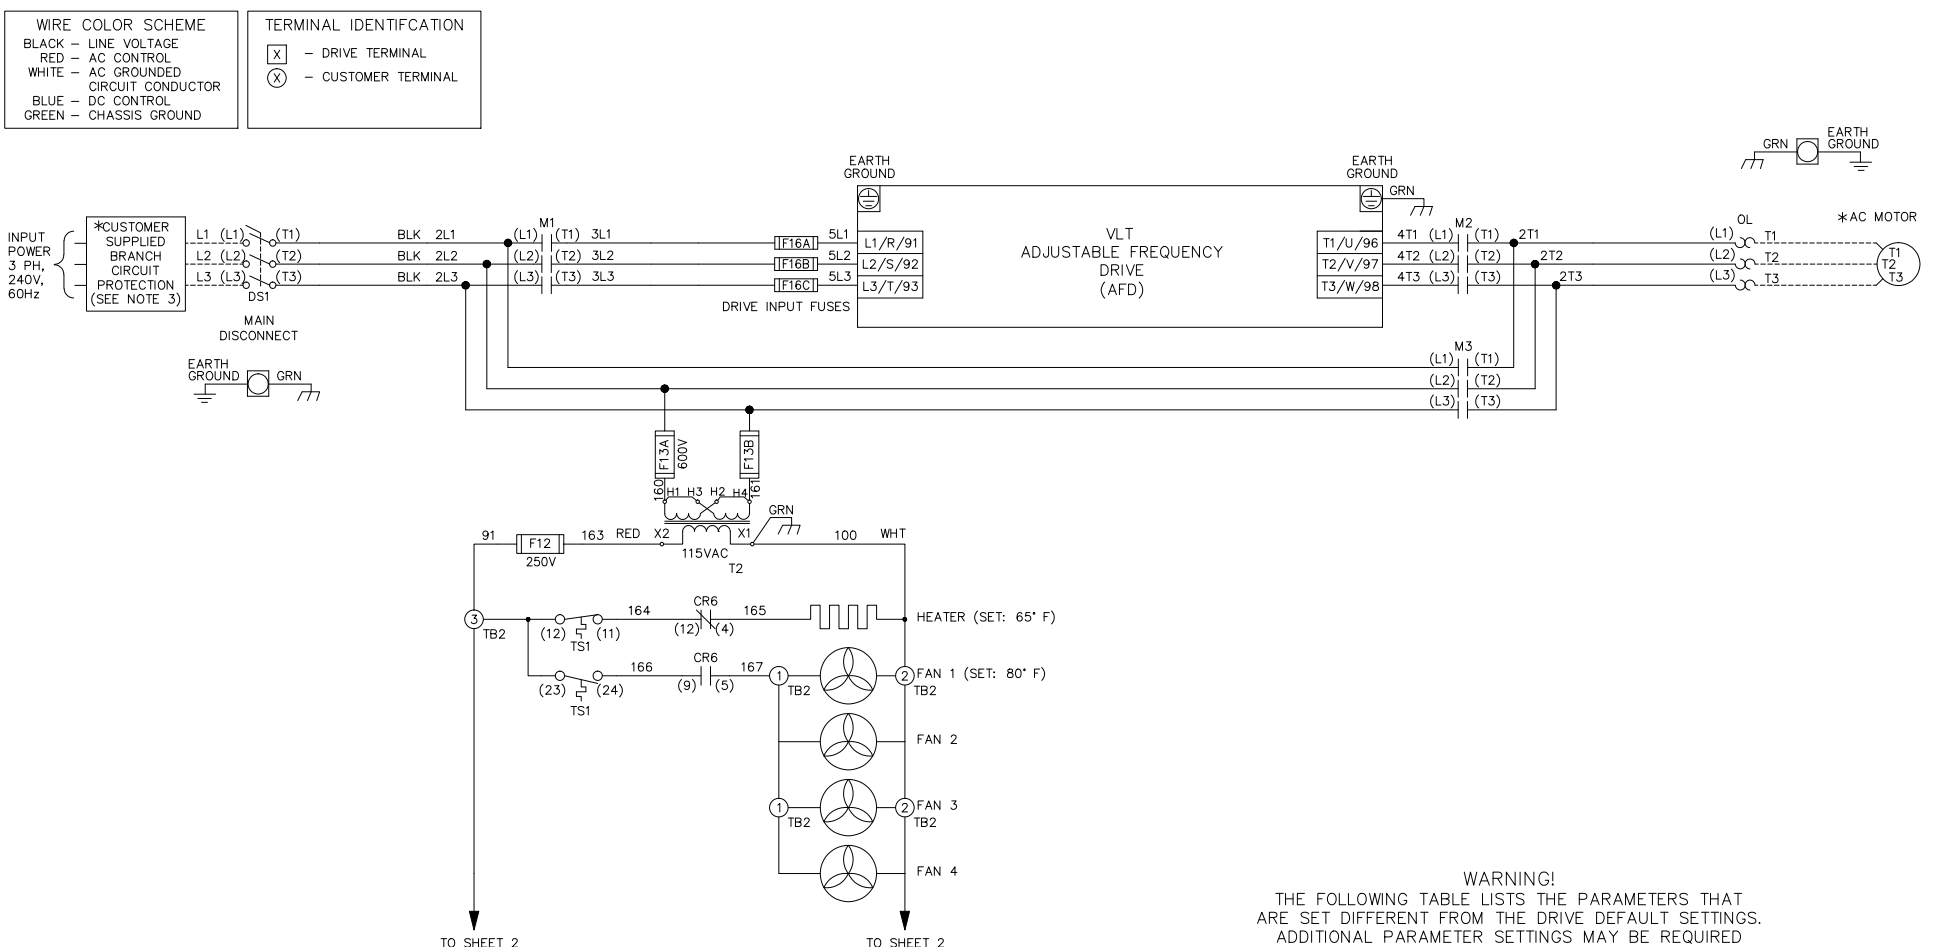 WIRE COLOR SCHEME
BLACK – LINE VOLTAGE
RED – AC CONTROL
WHITE – AC GROUNDED
CIRCUIT CONDUCTOR
BLUE – DC CONTROL
GREEN – CHASSIS GROUND
TERMINAL IDENTIFCATION
X – DRIVE TERMINAL
X – CUSTOMER TERMINAL
INPUT
POWER
3 PH,
240V,
60Hz
*CUSTOMER
SUPPLIED
BRANCH
CIRCUIT
PROTECTION
(SEE NOTE 3)
L1 (L1) (T1) BLK 2L1 (L1) M1 (T1) 3L1 F16A 5L1 L1/R/91
L2 (L2) (T2) BLK 2L2 (L2) (T2) 3L2 F16B 5L2 L2/S/92
L3 (L3) (T3) BLK 2L3 (L3) (T3) 3L3 F16C 5L3 L3/T/93
DS1
MAIN
DISCONNECT
DRIVE INPUT FUSES
EARTH
GROUND
GRN
EARTH
GROUND
VLT
ADJUSTABLE FREQUENCY
DRIVE
(AFD)
EARTH
GROUND
GRN
T1/U/96 4T1 (L1) M2 (T1) 2T1
T2/V/97 4T2 (L2) (T2) 2T2
T3/W/98 4T3 (L3) (T3) 2T3
GRN
EARTH
GROUND
OL
(L1) T1
(L2) T2
(L3) T3
*AC MOTOR
T1
T2
T3
M3
(L1) (T1)
(L2) (T2)
(L3) (T3)
F13A
600V
F13B
160
H1 H3 H2 H4
161
GRN
91 F12 163 RED X2 X1 100 WHT
250V
115VAC
T2
3
TB2
(12) (11)
TS1
164
CR6
(12) (4)
165
HEATER (SET: 65° F)
(23) (24)
TS1
166
CR6
(9) (5)
167
1
TB2
2
TB2
FAN 1 (SET: 80° F)
FAN 2
1
TB2
2
TB2
FAN 3
FAN 4
TO SHEET 2
TO SHEET 2
WARNING!
THE FOLLOWING TABLE LISTS THE PARAMETERS THAT
ARE SET DIFFERENT FROM THE DRIVE DEFAULT SETTINGS.
ADDITIONAL PARAMETER SETTINGS MAY BE REQUIRED